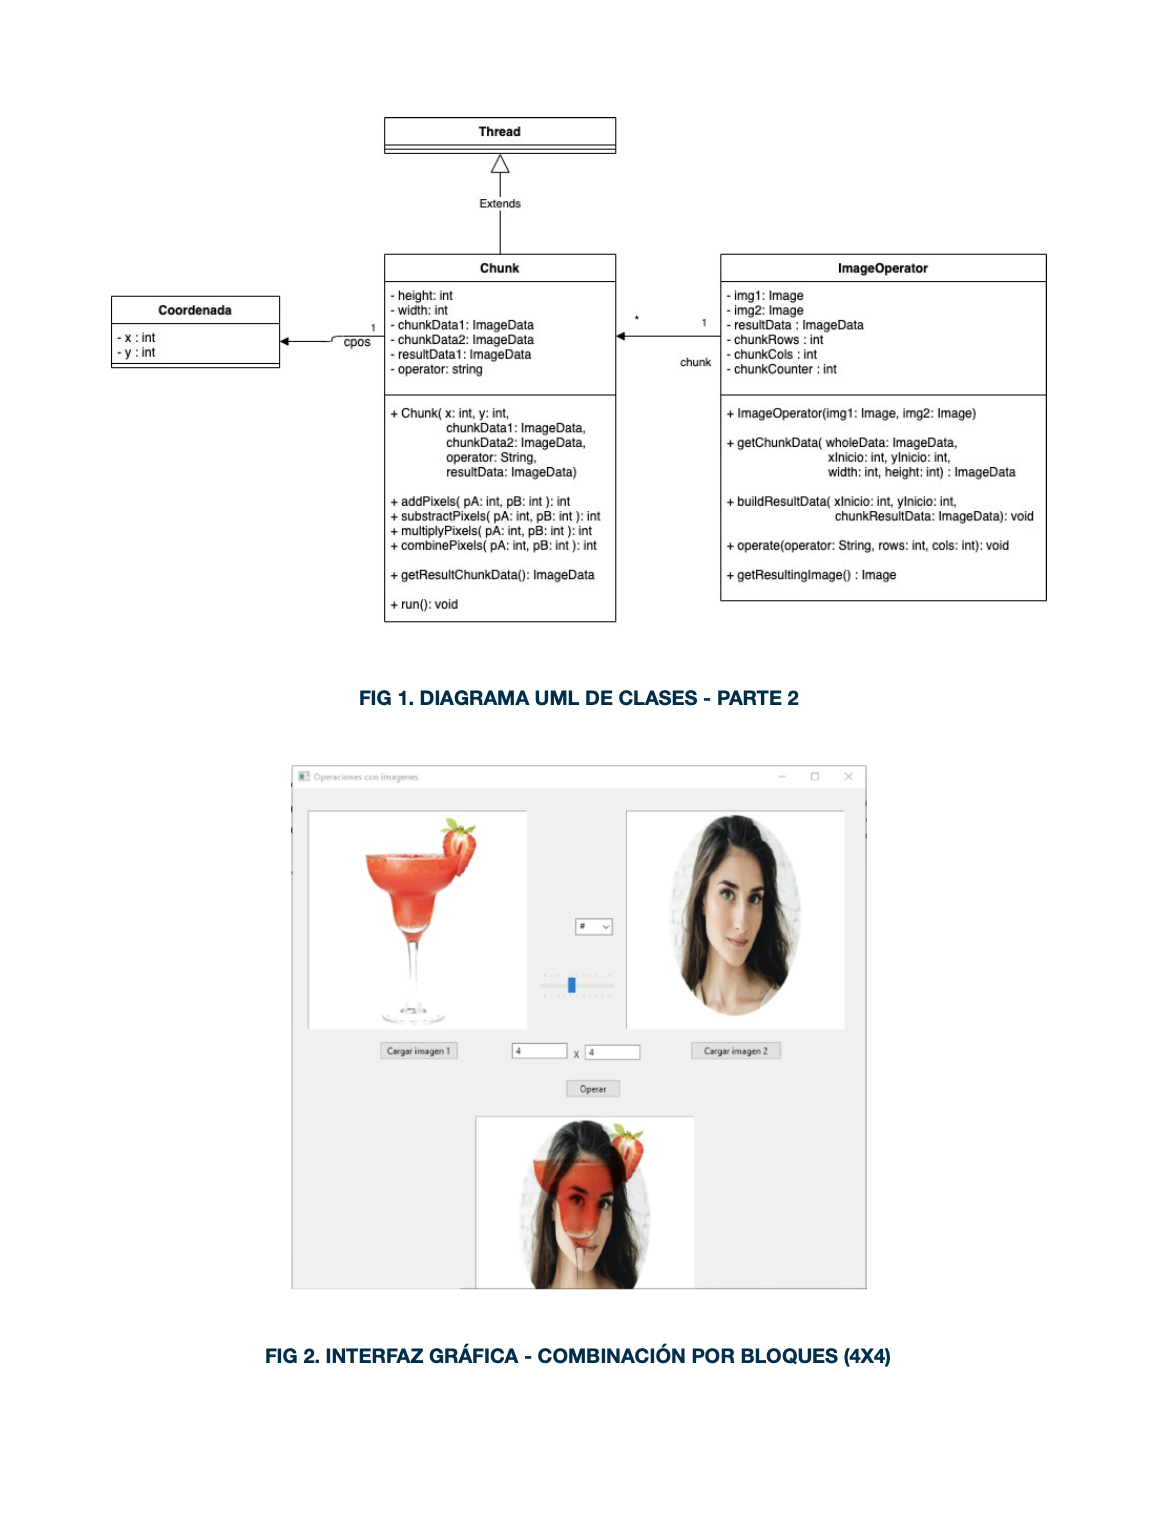 Thread
Extends
Chunk
- height: int
- width: int
- chunkData1: ImageData
- chunkData2: ImageData
- resultData1: ImageData
- operator: string
+ Chunk( x: int, y: int,
chunkData1: ImageData,
chunkData2: ImageData,
operator: String,
resultData: ImageData)
+ addPixels( pA: int, pB: int ): int
+ substractPixels( pA: int, pB: int ): int
+ multiplyPixels( pA: int, pB: int ): int
+ combinePixels( pA: int, pB: int ): int
+ getResultChunkData(): ImageData
+ run(): void
Coordenada
- x : int
- y : int
1
cpos
*
1
chunk
ImageOperator
- img1: Image
- img2: Image
- resultData : ImageData
- chunkRows : int
- chunkCols : int
- chunkCounter : int
+ ImageOperator(img1: Image, img2: Image)
+ getChunkData( wholeData: ImageData,
xInicio: int, yInicio: int,
width: int, height: int) : ImageData
+ buildResultData( xInicio: int, yInicio: int,
chunkResultData: ImageData): void
+ operate(operator: String, rows: int, cols: int): void
+ getResultingImage() : Image
FIG 1. DIAGRAMA UML DE CLASES - PARTE 2
Operaciones con imagenes
#
Cargar imagen 1
4 x 4
Cargar imagen 2
Operar
FIG 2. INTERFAZ GRÁFICA - COMBINACIÓN POR BLOQUES (4X4)